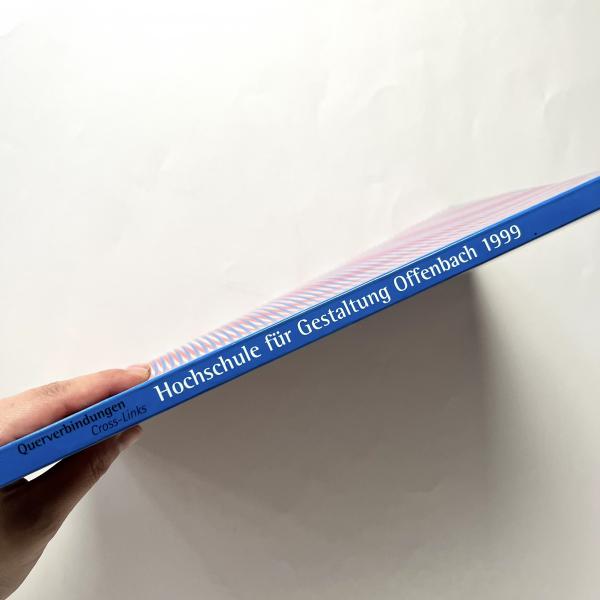 Querverbindungen
Cross-Links
Hochschule für Gestaltung Offenbach 1999